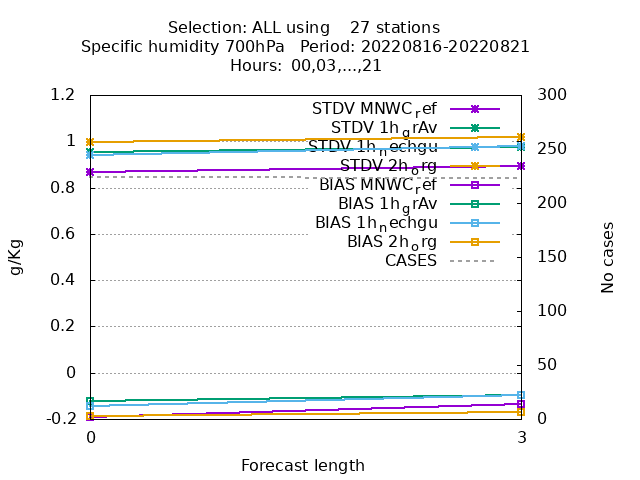 Selection: ALL using    27 stations
Specific humidity 700hPa   Period: 20220816-20220821
Hours:  00,03,...,21
1.2
1
0.8
0.6
0.4
0.2
0
-0.2
g/Kg
STDV MNWC_ref
STDV 1h_grAv
STDV 1h_nechgu
STDV 2h_org
BIAS MNWC_ref
BIAS 1h_grAv
BIAS 1h_nechgu
BIAS 2h_org
CASES
300
250
200
150
100
50
0
No cases
0
3
Forecast length